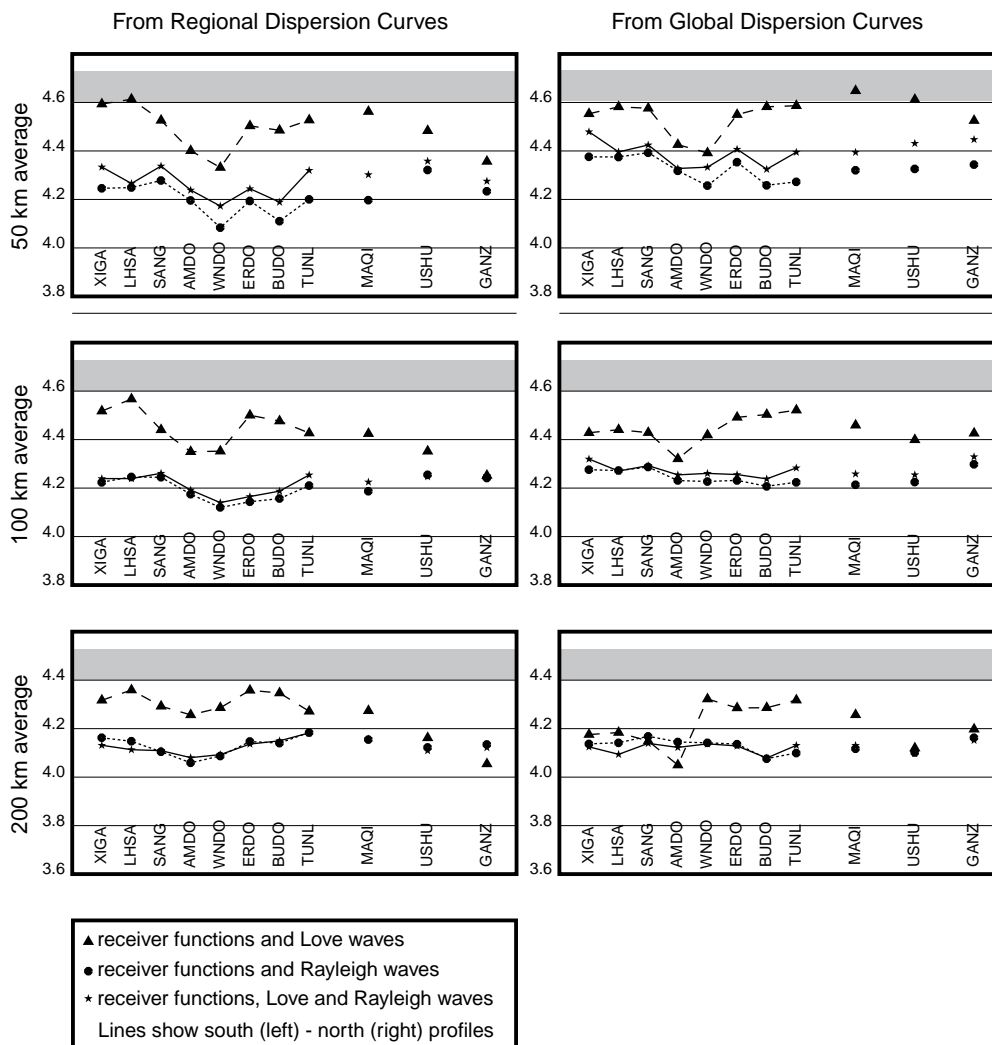 From Regional Dispersion Curves
From Global Dispersion Curves
50 km average
4.6
4.4
4.2
4.0
3.8
XIGA
LHSA
SANG
AMDO
WNDO
ERDO
BUDO
TUNL
MAQI
USHU
GANZ
4.6
4.4
4.2
4.0
3.8
XIGA
LHSA
SANG
AMDO
WNDO
ERDO
BUDO
TUNL
MAQI
USHU
GANZ
100 km average
4.6
4.4
4.2
4.0
3.8
XIGA
LHSA
SANG
AMDO
WNDO
ERDO
BUDO
TUNL
MAQI
USHU
GANZ
4.6
4.4
4.2
4.0
3.8
XIGA
LHSA
SANG
AMDO
WNDO
ERDO
BUDO
TUNL
MAQI
USHU
GANZ
200 km average
4.4
4.2
4.0
3.8
3.6
XIGA
LHSA
SANG
AMDO
WNDO
ERDO
BUDO
TUNL
MAQI
USHU
GANZ
4.4
4.2
4.0
3.8
3.6
XIGA
LHSA
SANG
AMDO
WNDO
ERDO
BUDO
TUNL
MAQI
USHU
GANZ
receiver functions and Love waves
receiver functions and Rayleigh waves
receiver functions, Love and Rayleigh waves
Lines show south (left) - north (right) profiles